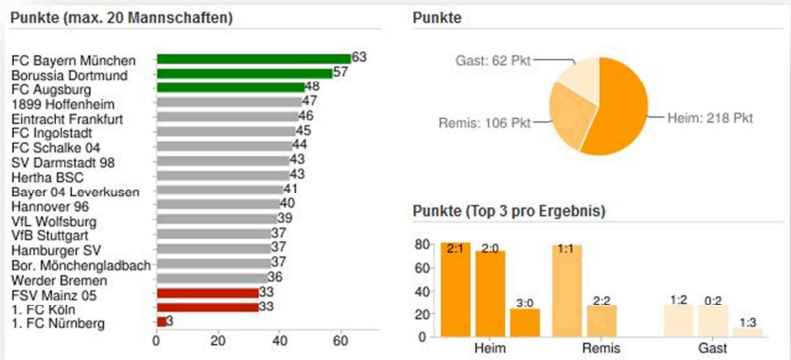 Punkte (max. 20 Mannschaften)
FC Bayern München 63
Borussia Dortmund 57
FC Augsburg 48
1899 Hoffenheim 47
Eintracht Frankfurt 46
FC Ingolstadt 45
FC Schalke 04 44
SV Darmstadt 98 43
Hertha BSC 43
Bayer 04 Leverkusen 41
Hannover 96 40
VfL Wolfsburg 39
VfB Stuttgart 37
Hamburger SV 37
Bor. Mönchengladbach 37
Werder Bremen 36
FSV Mainz 05 33
1. FC Köln 33
1. FC Nürnberg 3
0 20 40 60
Punkte
Gast: 62 Pkt
Remis: 106 Pkt
Heim: 218 Pkt
Punkte (Top 3 pro Ergebnis)
80
60
40
20
0
2:1 2:0 3:0 1:1 2:2 1:2 0:2 1:3
Heim Remis Gast